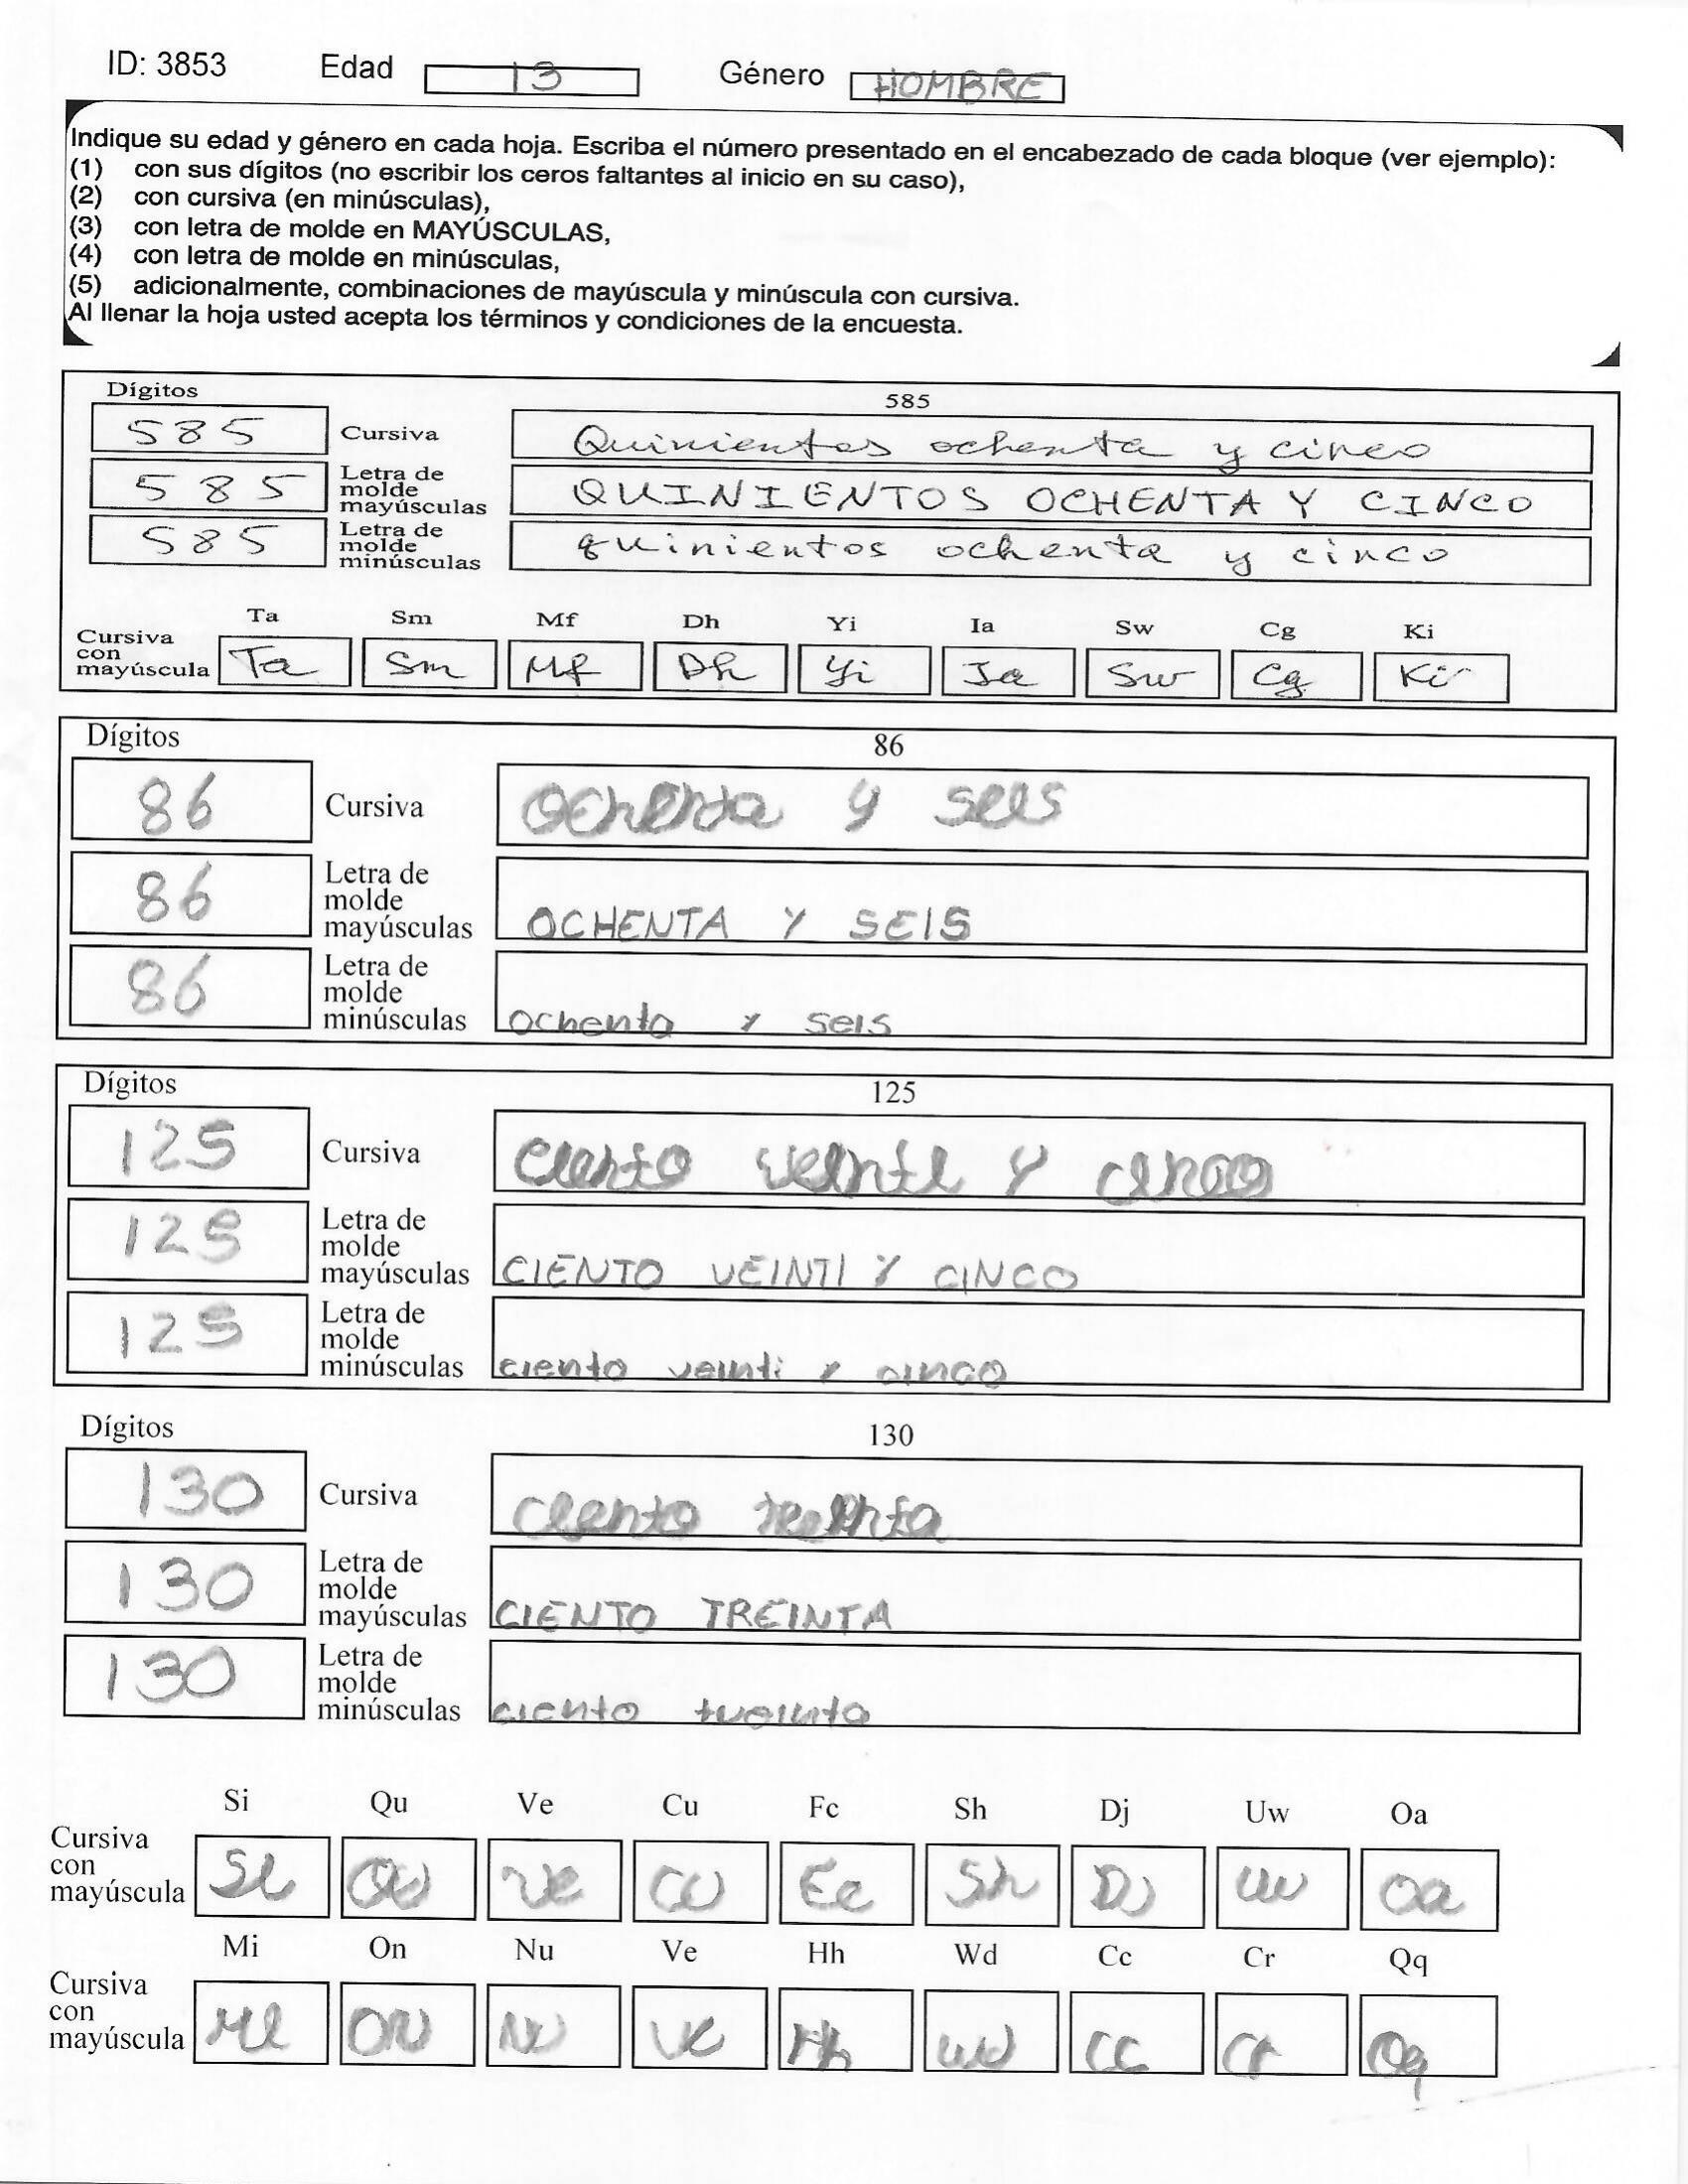 ID: 3853 Edad 13 Género HOMBRE
Indique su edad y género en cada hoja. Escriba el número presentado en el encabezado de cada bloque (ver ejemplo):
(1) con sus dígitos (no escribir los ceros faltantes al inicio en su caso),
(2) con cursiva (en minúsculas),
(3) con letra de molde en MAYÚSCULAS,
(4) con letra de molde en minúsculas,
(5) adicionalmente, combinaciones de mayúscula y minúscula con cursiva.
Al llenar la hoja usted acepta los términos y condiciones de la encuesta.
Dígitos 585
585 Cursiva Quinientos ochenta y cinco
585 Letra de molde mayúsculas QUINIENTOS OCHENTA Y CINCO
585 Letra de molde minúsculas quinientos ochenta y cinco
Ta Sm Mf Dh Yi Ia Sw Cg Ki
Cursiva con mayúscula Ta Sm Mf Dh Yi Ia Sw Cg Ki
Dígitos 86
86 Cursiva ochenta y seis
86 Letra de molde mayúsculas OCHENTA Y SEIS
86 Letra de molde minúsculas ochenta y seis
Dígitos 125
125 Cursiva ciento veinti y cinco
125 Letra de molde mayúsculas CIENTO VEINTI Y CINCO
125 Letra de molde minúsculas ciento veinti y cinco
Dígitos 130
130 Cursiva ciento treinta
130 Letra de molde mayúsculas CIENTO TREINTA
130 Letra de molde minúsculas ciento treinta
Si Qu Ve Cu Fc Sh Dj Uw Oa
Cursiva con mayúscula Si Qu Ve Cu Fc Sh Dj Uw Oa
Mi On Nu Ve Hh Wd Cc Cr Qq
Cursiva con mayúscula Mi On Nu Ve Hh Wd Cc Cr Qq